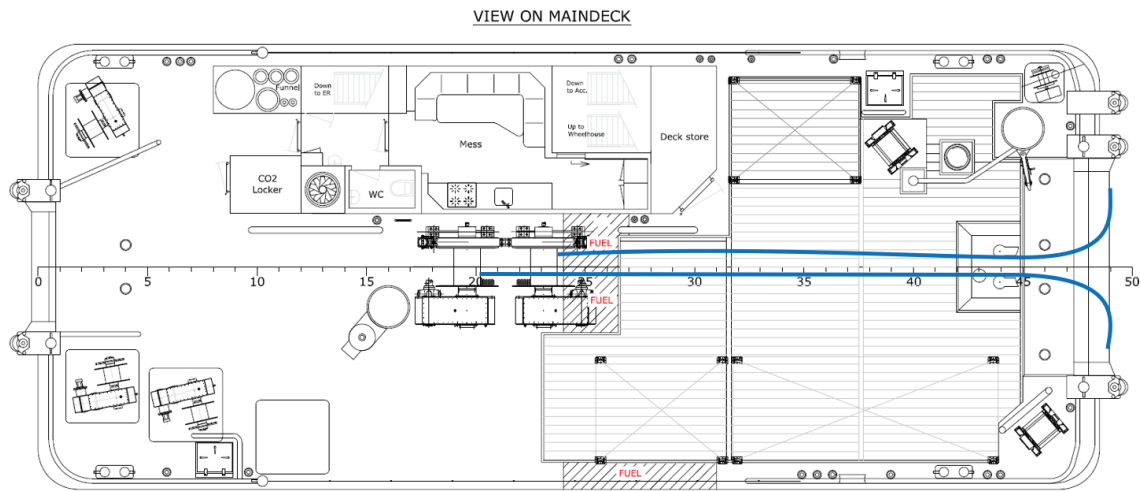 VIEW ON MAINDECK
Funnel
Down
to ER
Down
to Acc.
Up to
Wheelhouse
Mess
Deck store
CO2
Locker
WC
FUEL
FUEL
0 5 10 15 20 25 30 35 40 45 50
FUEL